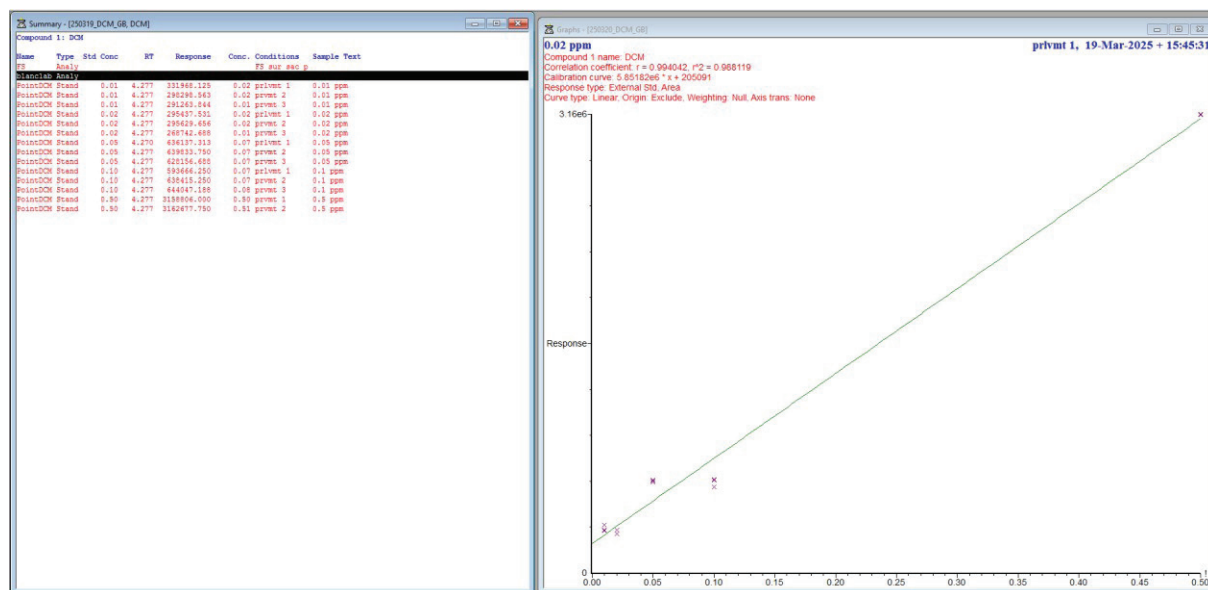 Summary - [250319_DCM_GB, DCM]
Compound 1: DCM
Name Type Std Conc RT Response Conc. Conditions Sample Text
FS Analy FS sur sac p
blanclab Analy
PointDCM Stand 0.01 4.277 331968.125 0.02 prlvmt 1 0.01 ppm
PointDCM Stand 0.01 4.277 298298.563 0.02 prvmt 2 0.01 ppm
PointDCM Stand 0.01 4.277 291263.844 0.01 prvmt 3 0.01 ppm
PointDCM Stand 0.02 4.277 295437.531 0.02 prlvmt 1 0.02 ppm
PointDCM Stand 0.02 4.277 295629.656 0.02 prvmt 2 0.02 ppm
PointDCM Stand 0.02 4.277 268742.688 0.01 prvmt 3 0.02 ppm
PointDCM Stand 0.05 4.270 636137.313 0.07 prlvmt 1 0.05 ppm
PointDCM Stand 0.05 4.277 639833.750 0.07 prvmt 2 0.05 ppm
PointDCM Stand 0.05 4.277 628156.688 0.07 prvmt 3 0.05 ppm
PointDCM Stand 0.10 4.277 593666.250 0.07 prlvmt 1 0.1 ppm
PointDCM Stand 0.10 4.277 638415.250 0.07 prvmt 2 0.1 ppm
PointDCM Stand 0.10 4.277 644047.188 0.08 prvmt 3 0.1 ppm
PointDCM Stand 0.50 4.277 3158806.000 0.50 prvmt 1 0.5 ppm
PointDCM Stand 0.50 4.277 3162677.750 0.51 prvmt 2 0.5 ppm
Graphs - [250320_DCM_GB]
0.02 ppm prlvmt 1, 19-Mar-2025 + 15:45:31
Compound 1 name: DCM
Correlation coefficient: r = 0.994042, r^2 = 0.988119
Calibration curve: 5.85182e6 * x + 205091
Response type: External Std, Area
Curve type: Linear, Origin: Exclude, Weighting: Null, Axis trans: None
3.16e6
Response
0
0.00 0.05 0.10 0.15 0.20 0.25 0.30 0.35 0.40 0.45 0.50